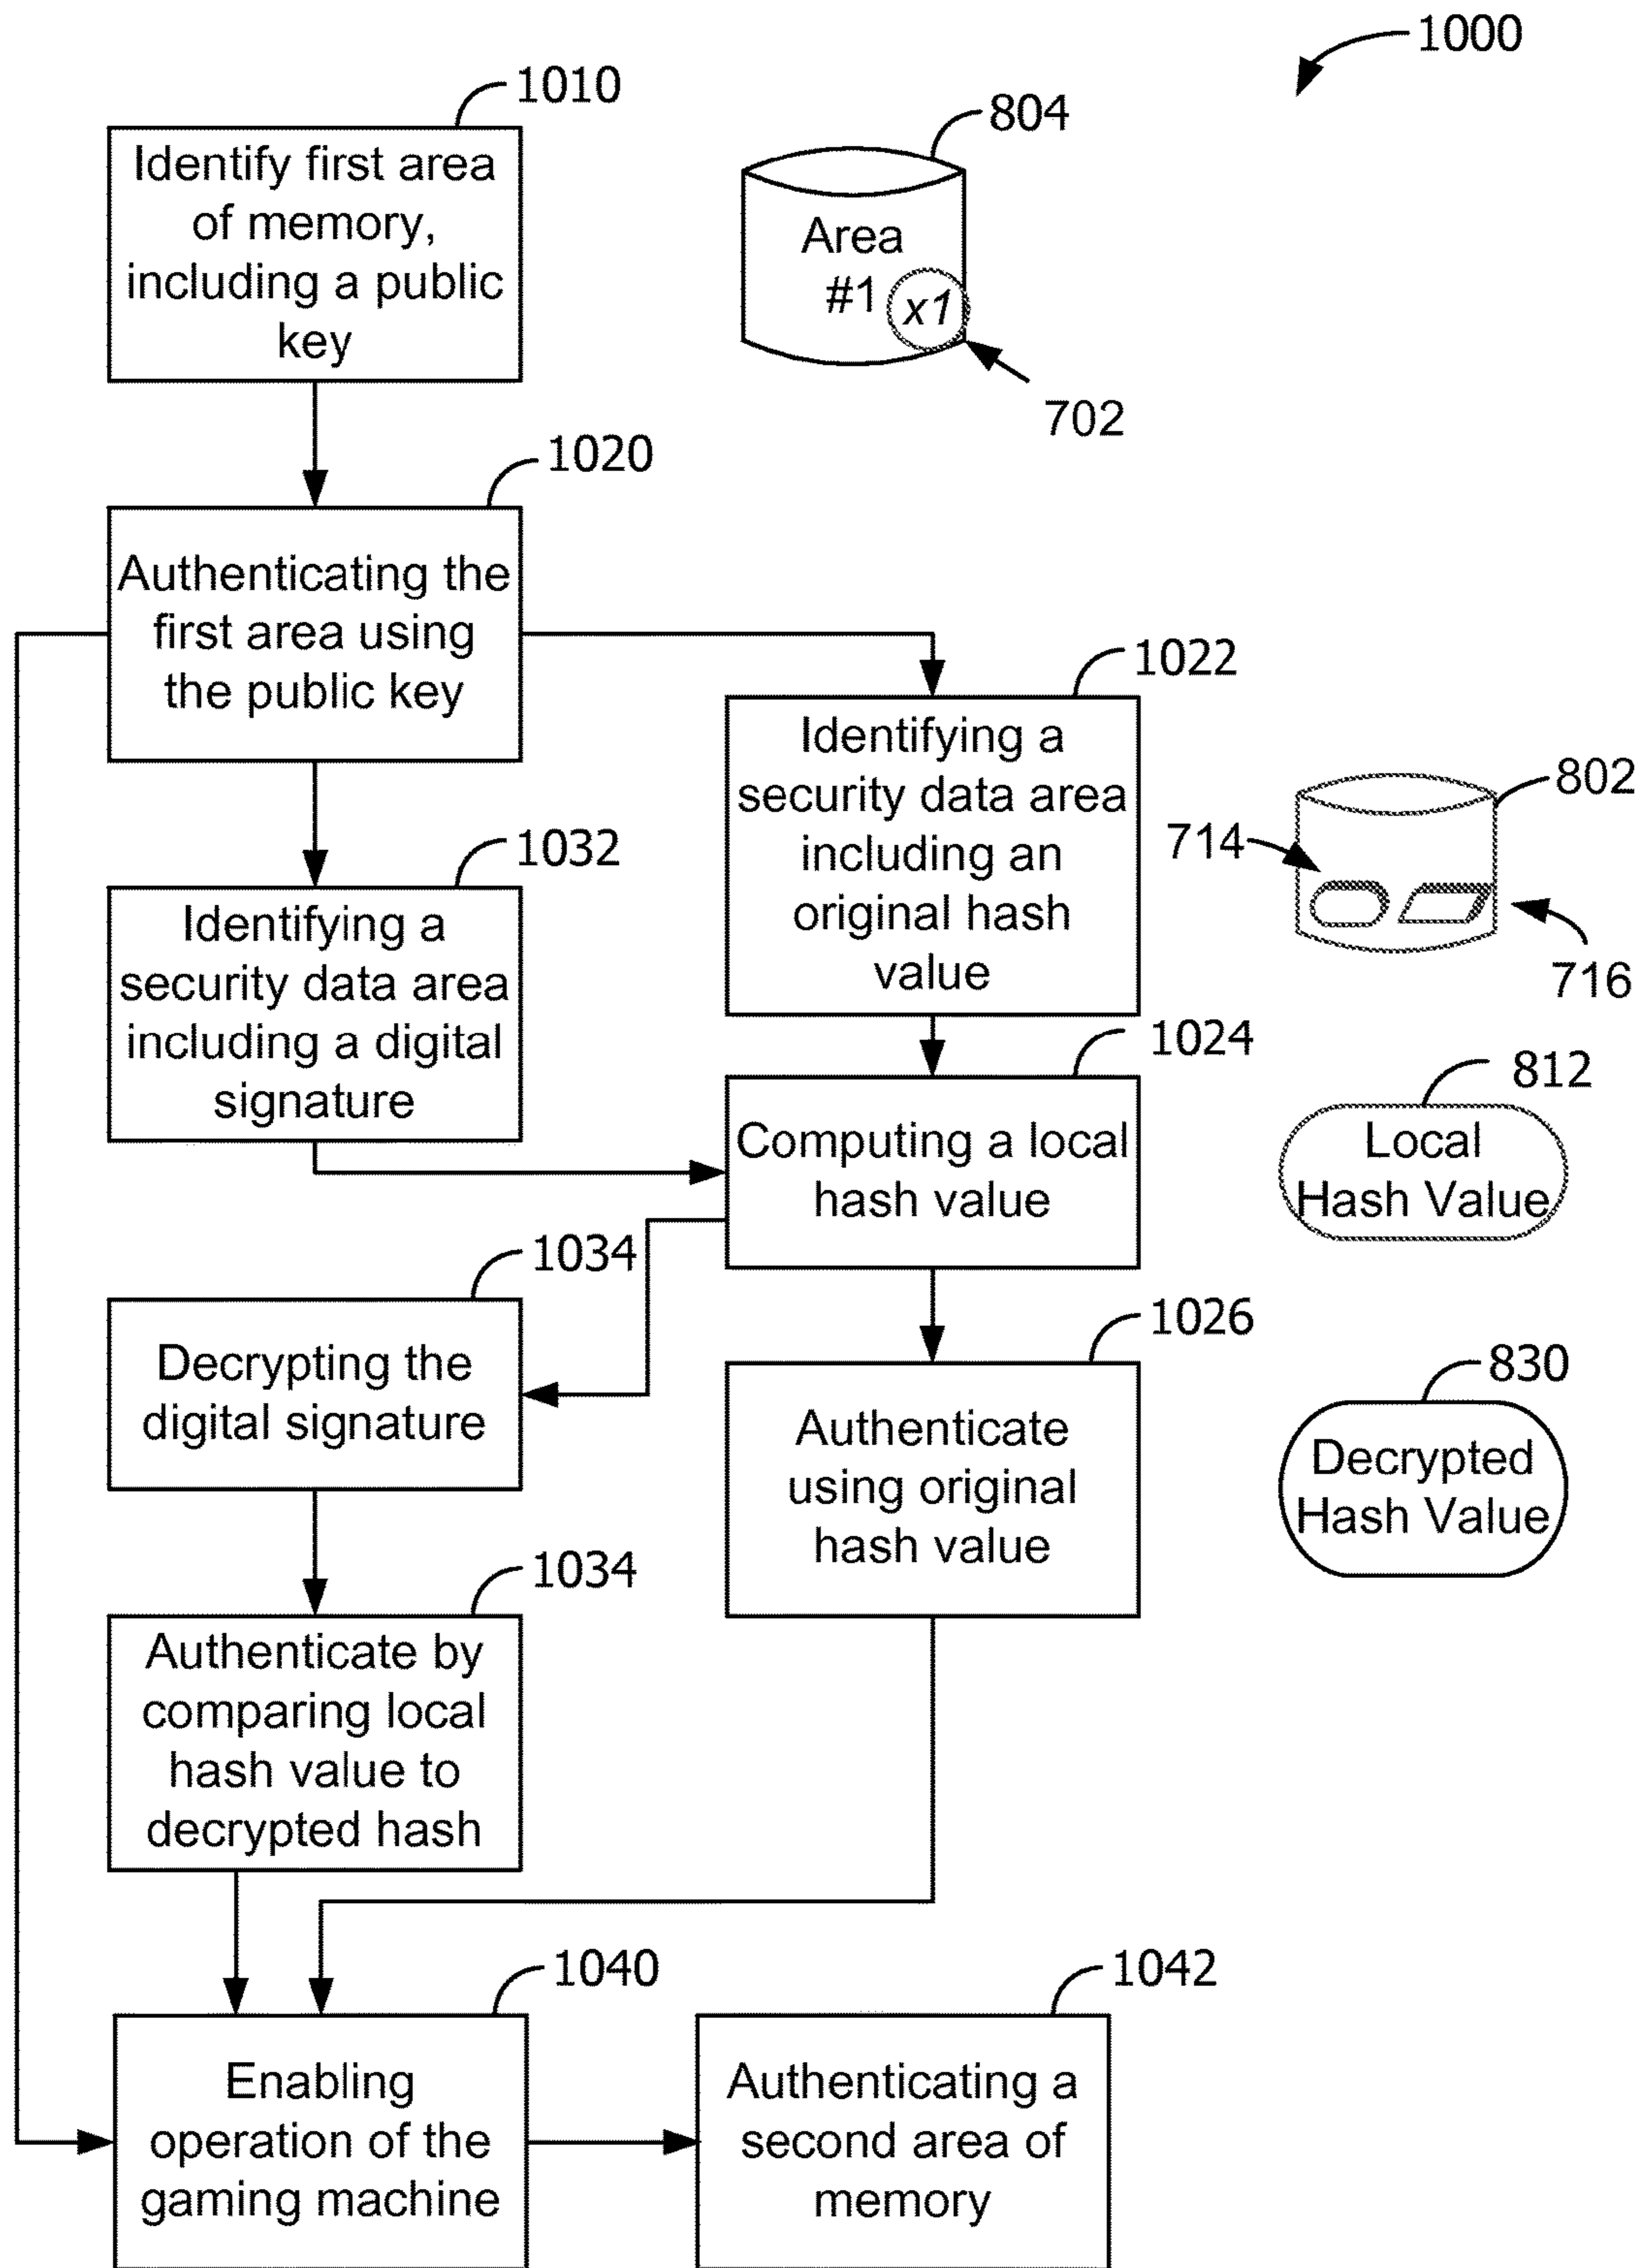 1000
1010
Identify first area
of memory,
including a public
key
804
Area
#1
x1
702
1020
Authenticating the
first area using
the public key
1022
Identifying a
security data area
including an
original hash
value
802
714
716
1032
Identifying a
security data area
including a digital
signature
1024
Computing a local
hash value
812
Local
Hash Value
1034
Decrypting the
digital signature
1026
Authenticate
using original
hash value
830
Decrypted
Hash Value
1034
Authenticate by
comparing local
hash value to
decrypted hash
1040
Enabling
operation of the
gaming machine
1042
Authenticating a
second area of
memory